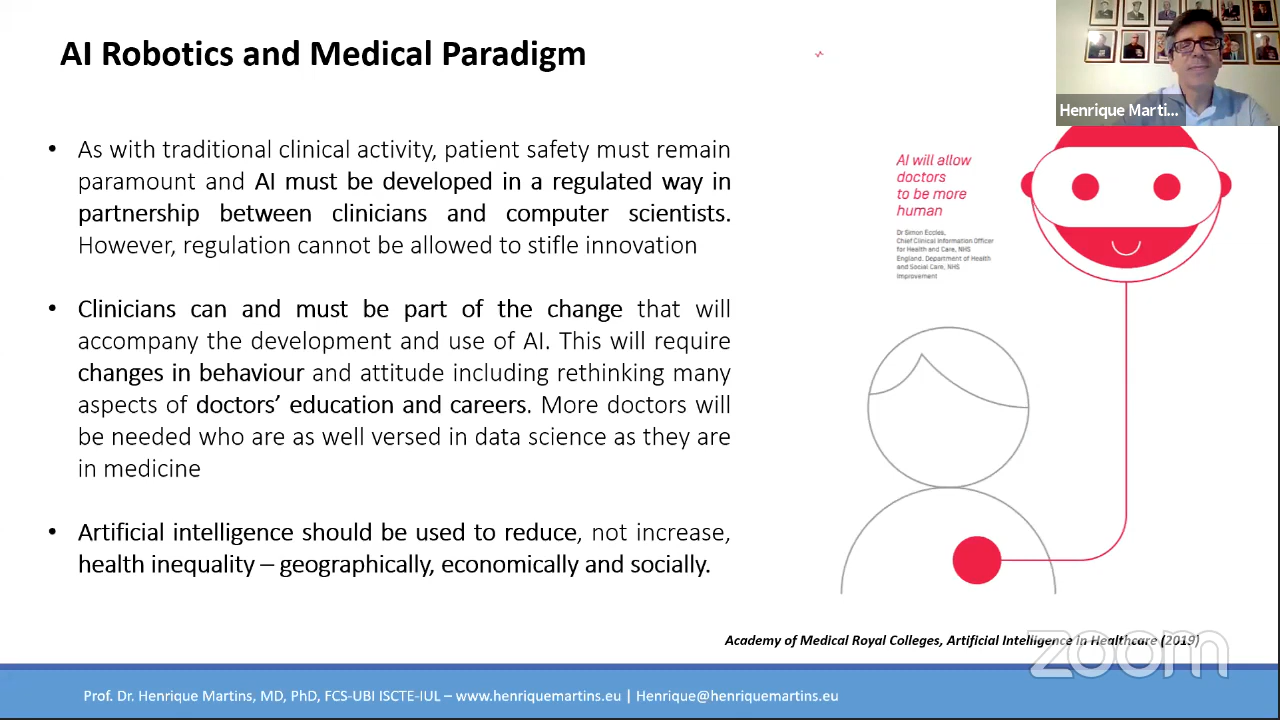 AI Robotics and Medical Paradigm
Henrique Marti...
• As with traditional clinical activity, patient safety must remain
paramount and AI must be developed in a regulated way in
partnership between clinicians and computer scientists.
However, regulation cannot be allowed to stifle innovation
• Clinicians can and must be part of the change that will
accompany the development and use of AI. This will require
changes in behaviour and attitude including rethinking many
aspects of doctors’ education and careers. More doctors will
be needed who are as well versed in data science as they are
in medicine
• Artificial intelligence should be used to reduce, not increase,
health inequality – geographically, economically and socially.
AI will allow
doctors
to be more
human
Dr Simon Eccles,
Chief Clinical Information Officer
for Health and Care, NHS
England, Department of Health
and Social Care, NHS
Improvement
Academy of Medical Royal Colleges, Artificial Intelligence in Healthcare (2019)
zoom
Prof. Dr. Henrique Martins, MD, PhD, FCS-UBI ISCTE-IUL – www.henriquemartins.eu | Henrique@henriquemartins.eu